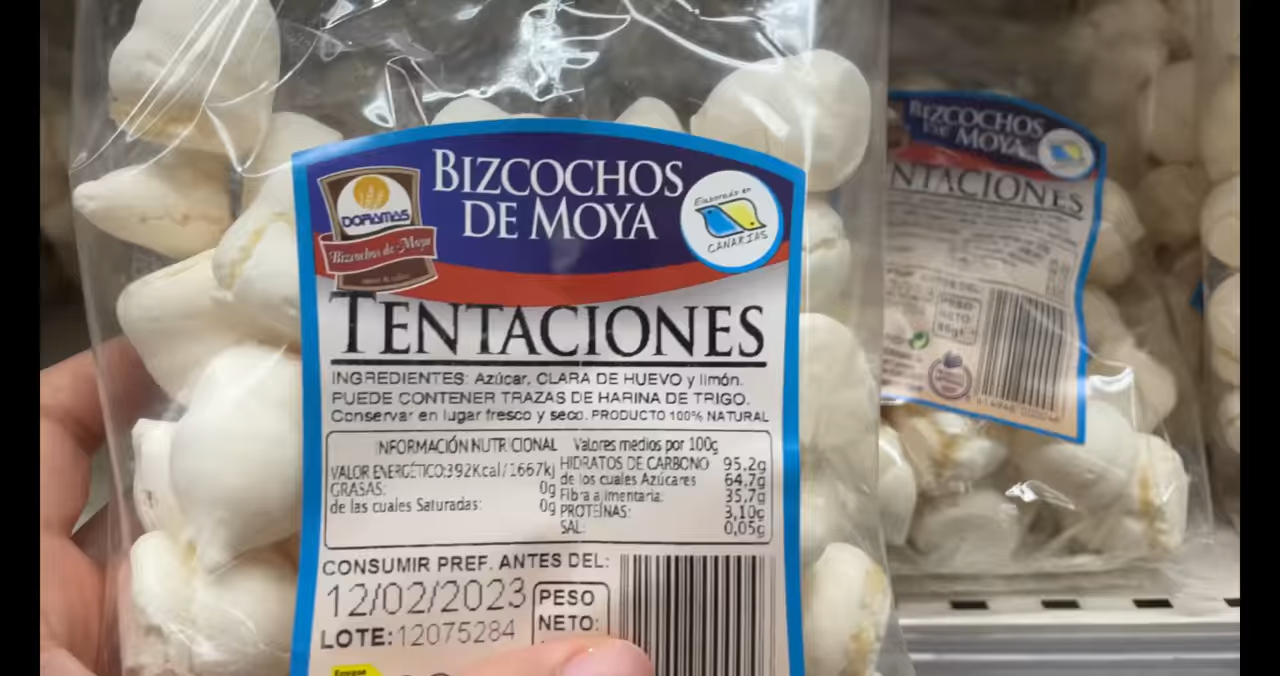 BIZCOCHOS
DE MOYA
DORAMAS
Bizcochos de Moya
Elaborado en
CANARIAS
TENTACIONES
INGREDIENTES: Azúcar, CLARA DE HUEVO y limón.
PUEDE CONTENER TRAZAS DE HARINA DE TRIGO.
Conservar en lugar fresco y seco. PRODUCTO 100% NATURAL
INFORMACIÓN NUTRICIONAL Valores medios por 100g
VALOR ENERGÉTICO:392Kcal/1667kj
GRASAS: 0g
de las cuales Saturadas: 0g
HIDRATOS DE CARBONO 95,2g
de los cuales Azúcares 64,7g
Fibra alimentaria: 35,7g
PROTEÍNAS: 3,10g
SAL: 0,05g
CONSUMIR PREF. ANTES DEL:
12/02/2023
LOTE:12075284
PESO
NETO:
Envase
BIZCOCHOS
DE MOYA
NTACIONES
PESO
NETO: